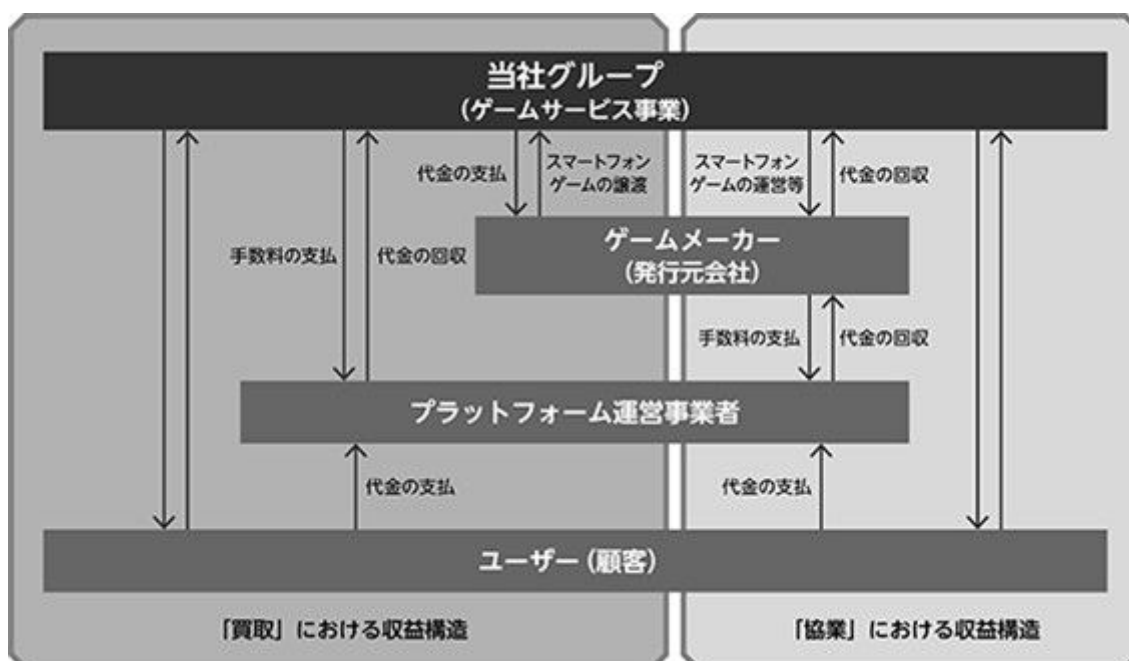 当社グループ
(ゲームサービス事業)
代金の支払
スマートフォン
ゲームの譲渡
スマートフォン
ゲームの運営等
代金の回収
手数料の支払
代金の回収
ゲームメーカー
(発行元会社)
手数料の支払
代金の回収
プラットフォーム運営事業者
代金の支払
代金の支払
ユーザー(顧客)
「買取」における収益構造
「協業」における収益構造